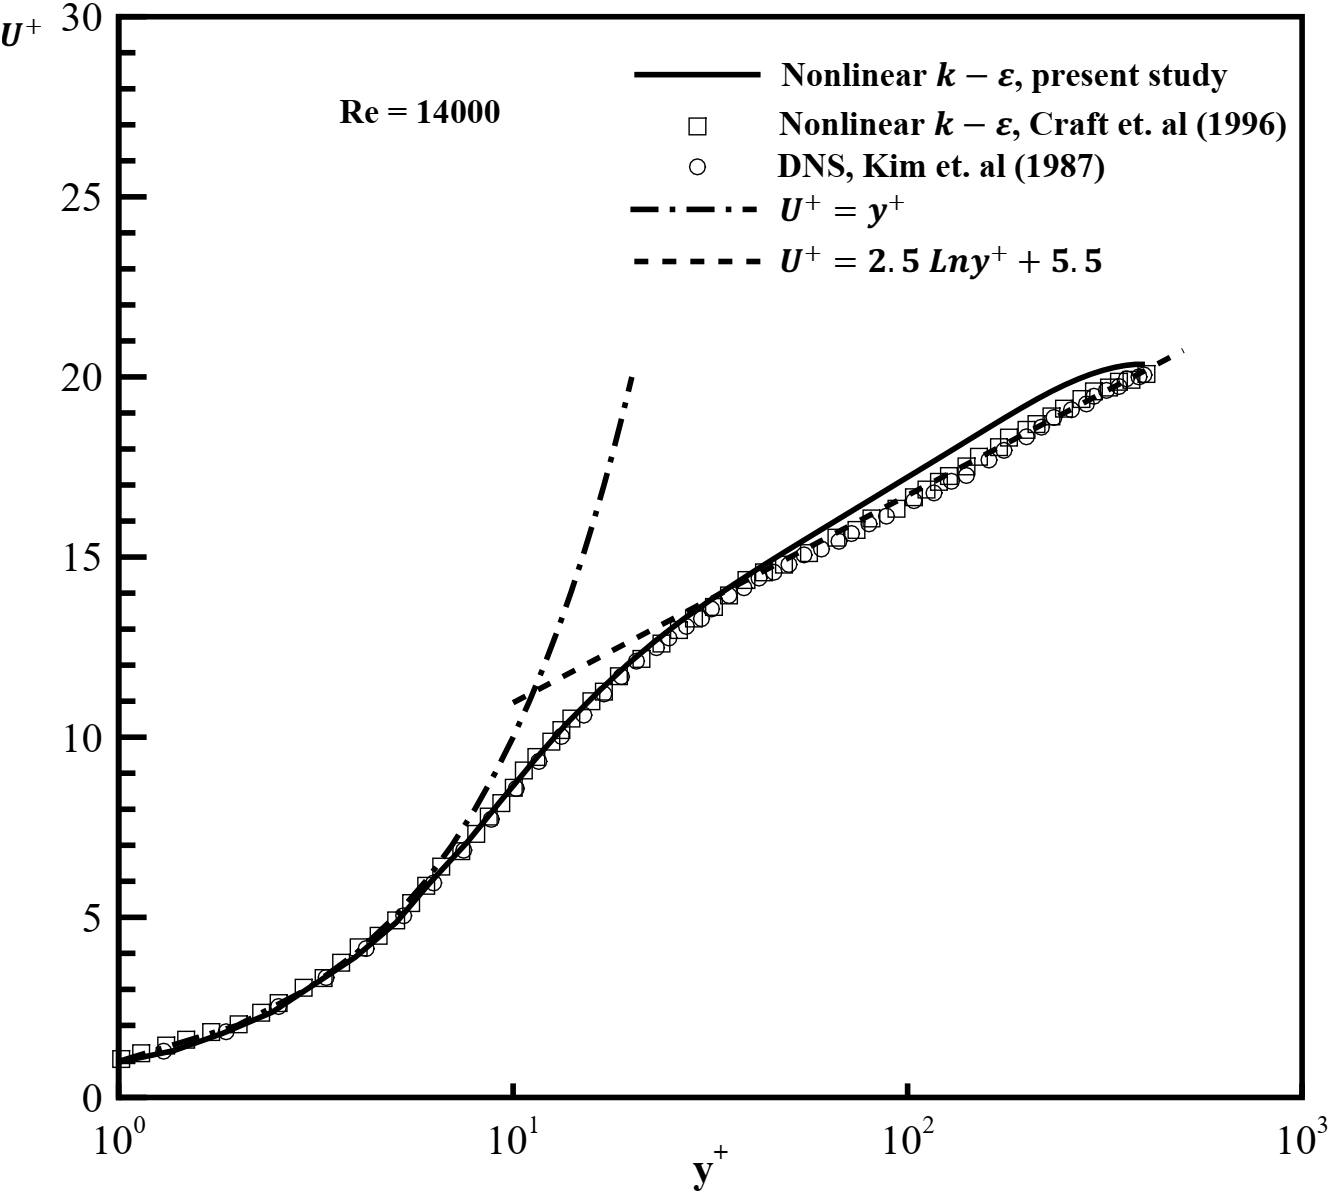 U⁺
30
25
20
15
10
5
0
Re = 14000
Nonlinear k − ε, present study
Nonlinear k − ε, Craft et. al (1996)
DNS, Kim et. al (1987)
U⁺ = y⁺
U⁺ = 2.5 Lny⁺ + 5.5
10⁰ 10¹ 10² 10³
y⁺